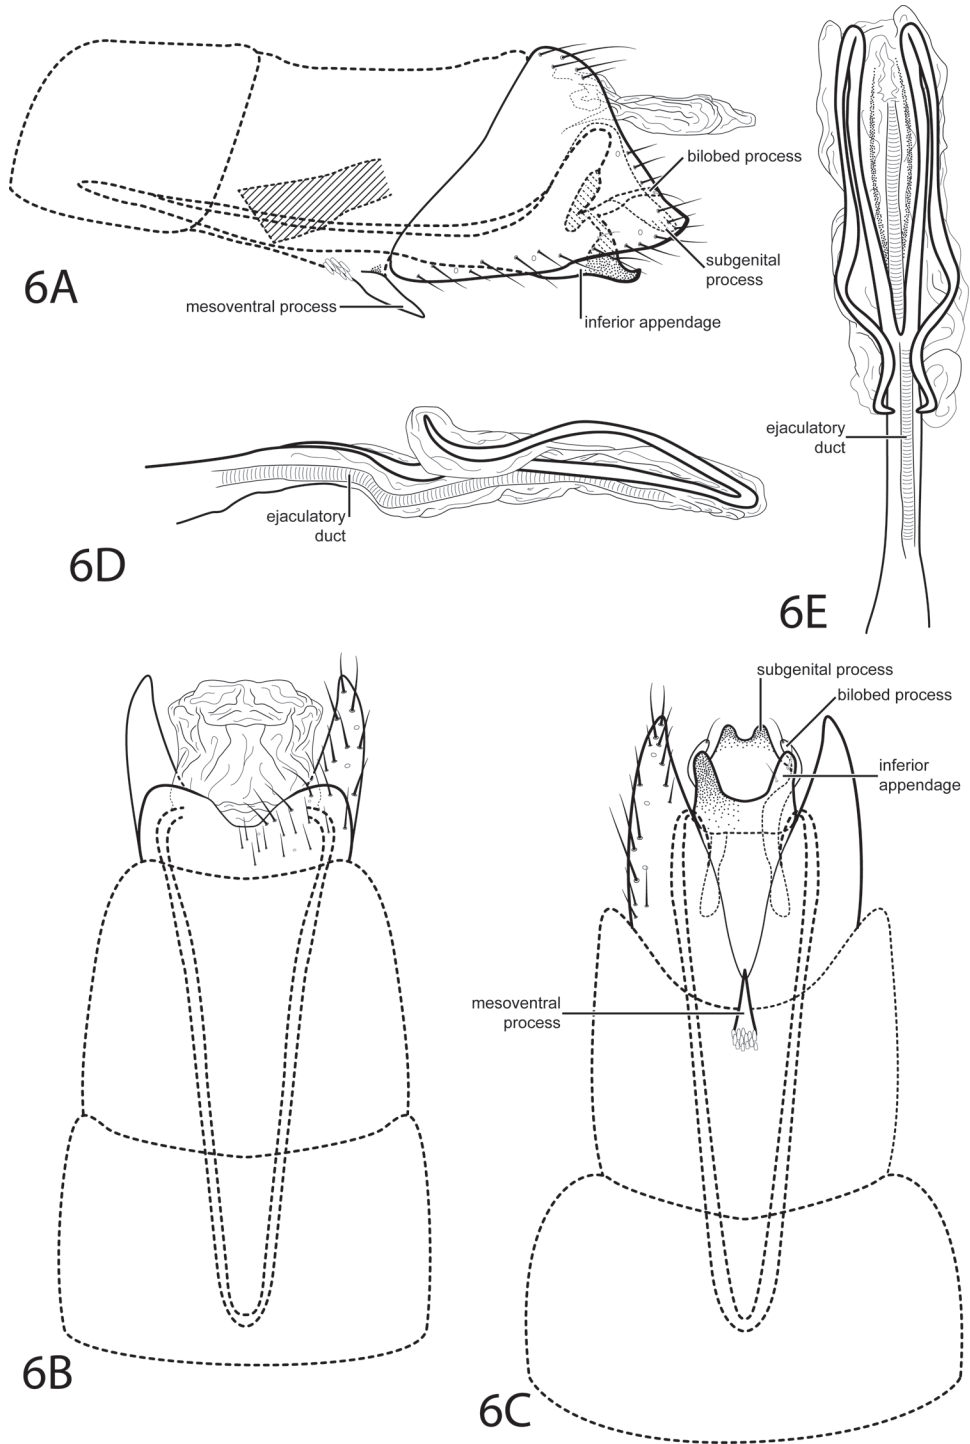 bilobed process
subgenital
process
6A
mesoventral process
inferior appendage
ejaculatory
duct
6D
ejaculatory
duct
6E
subgenital process
bilobed process
inferior
appendage
mesoventral
process
6B
6C